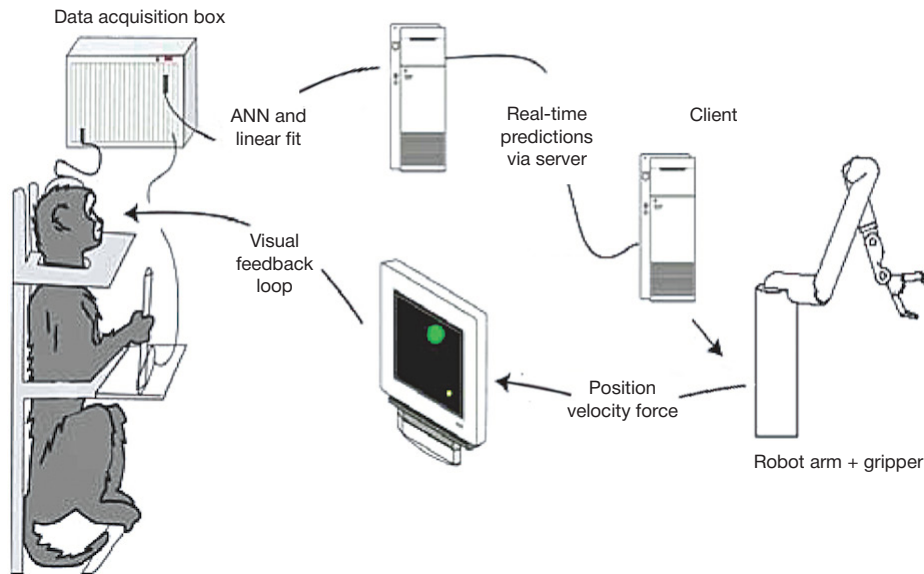 Data acquisition box
ANN and
linear fit
Real-time
predictions
via server
Client
Visual
feedback
loop
Position
velocity force
Robot arm + gripper